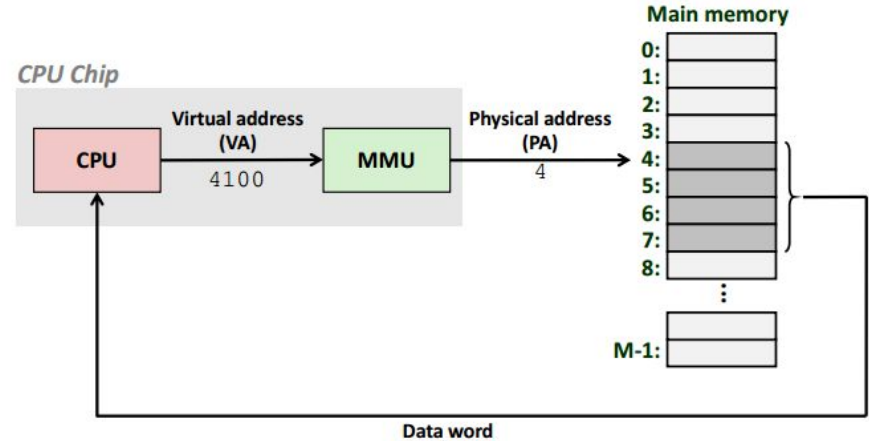 Main memory
CPU Chip
0:
1:
2:
3:
4:
5:
6:
7:
8:
M-1:
Virtual address
(VA)
4100
CPU
MMU
Physical address
(PA)
4
Data word